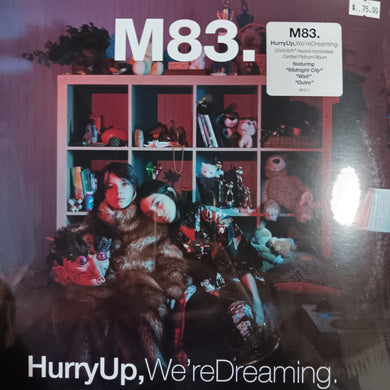 M83.
$ 75.00
M83.
HurryUp,We'reDreaming.
GRAMMY® Award-nominated
Certified Platinum Album
featuring
"Midnight City"
"Wait"
"Outro"
HurryUp,We'reDreaming.